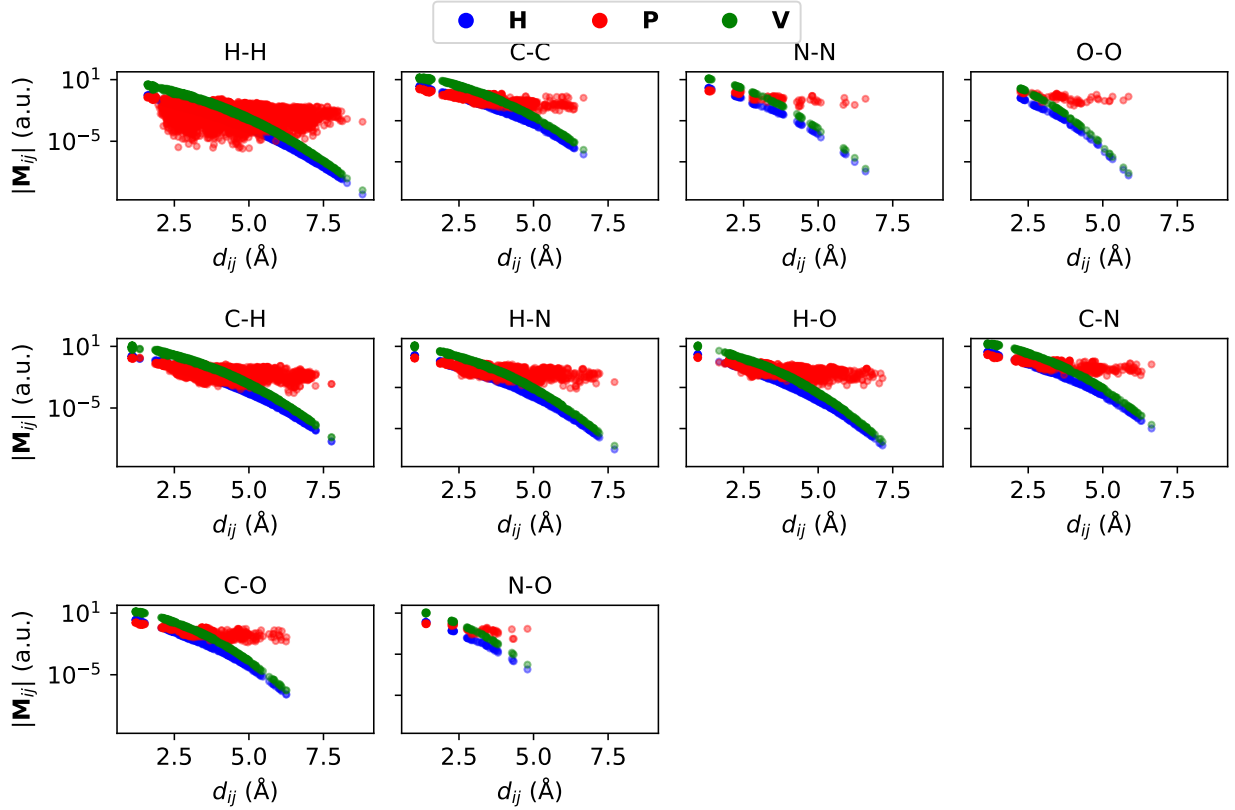 H P V
H-H C-C N-N O-O
|M_ij| (a.u.)
10^1
10^−5
2.5 5.0 7.5 2.5 5.0 7.5 2.5 5.0 7.5 2.5 5.0 7.5
d_ij (Å) d_ij (Å) d_ij (Å) d_ij (Å)
C-H H-N H-O C-N
|M_ij| (a.u.)
10^1
10^−5
2.5 5.0 7.5 2.5 5.0 7.5 2.5 5.0 7.5 2.5 5.0 7.5
d_ij (Å) d_ij (Å) d_ij (Å) d_ij (Å)
C-O N-O
|M_ij| (a.u.)
10^1
10^−5
2.5 5.0 7.5 2.5 5.0 7.5
d_ij (Å) d_ij (Å)